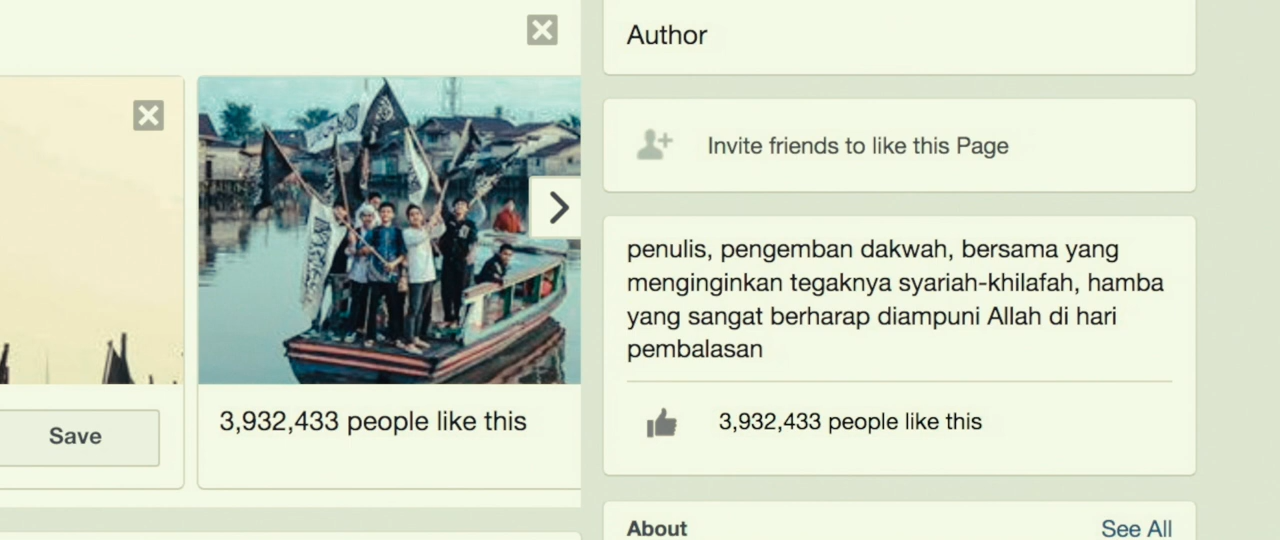 Save
3,932,433 people like this
Author
Invite friends to like this Page
penulis, pengemban dakwah, bersama yang
menginginkan tegaknya syariah-khilafah, hamba
yang sangat berharap diampuni Allah di hari
pembalasan
3,932,433 people like this
About
See All